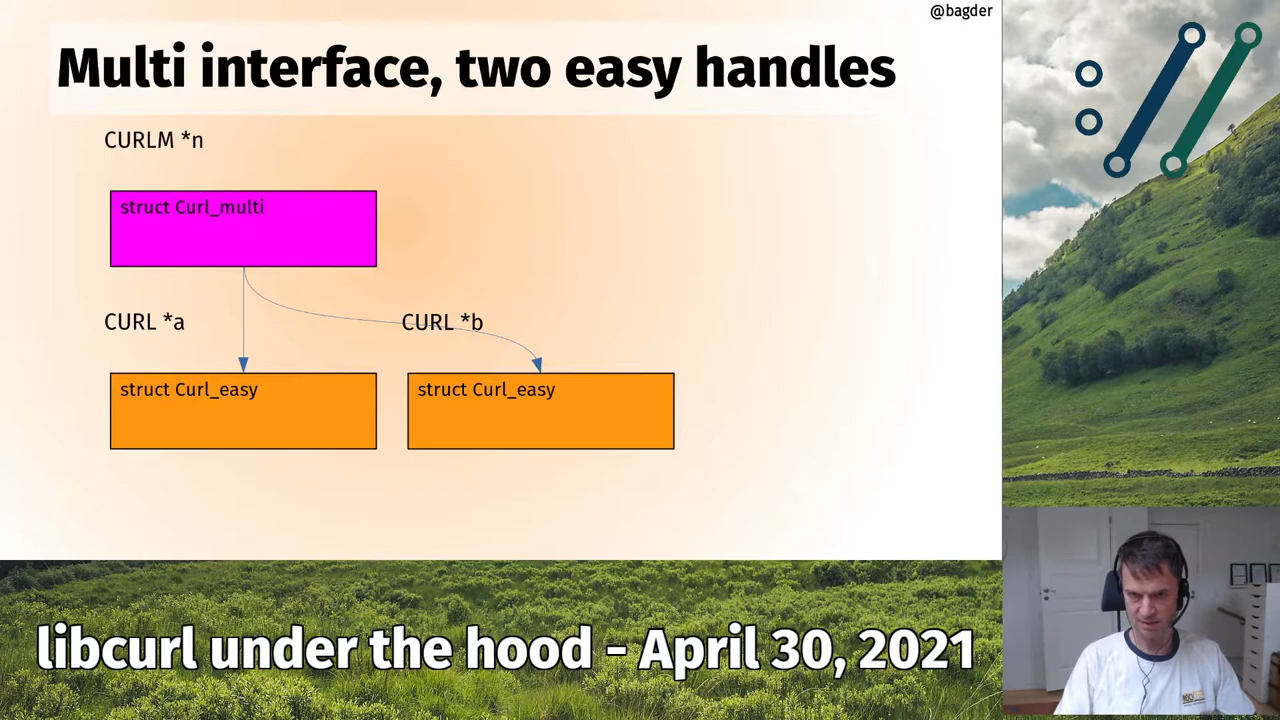 @bagder
Multi interface, two easy handles
CURLM *n
struct Curl_multi
CURL *a
CURL *b
struct Curl_easy
struct Curl_easy
libcurl under the hood - April 30, 2021